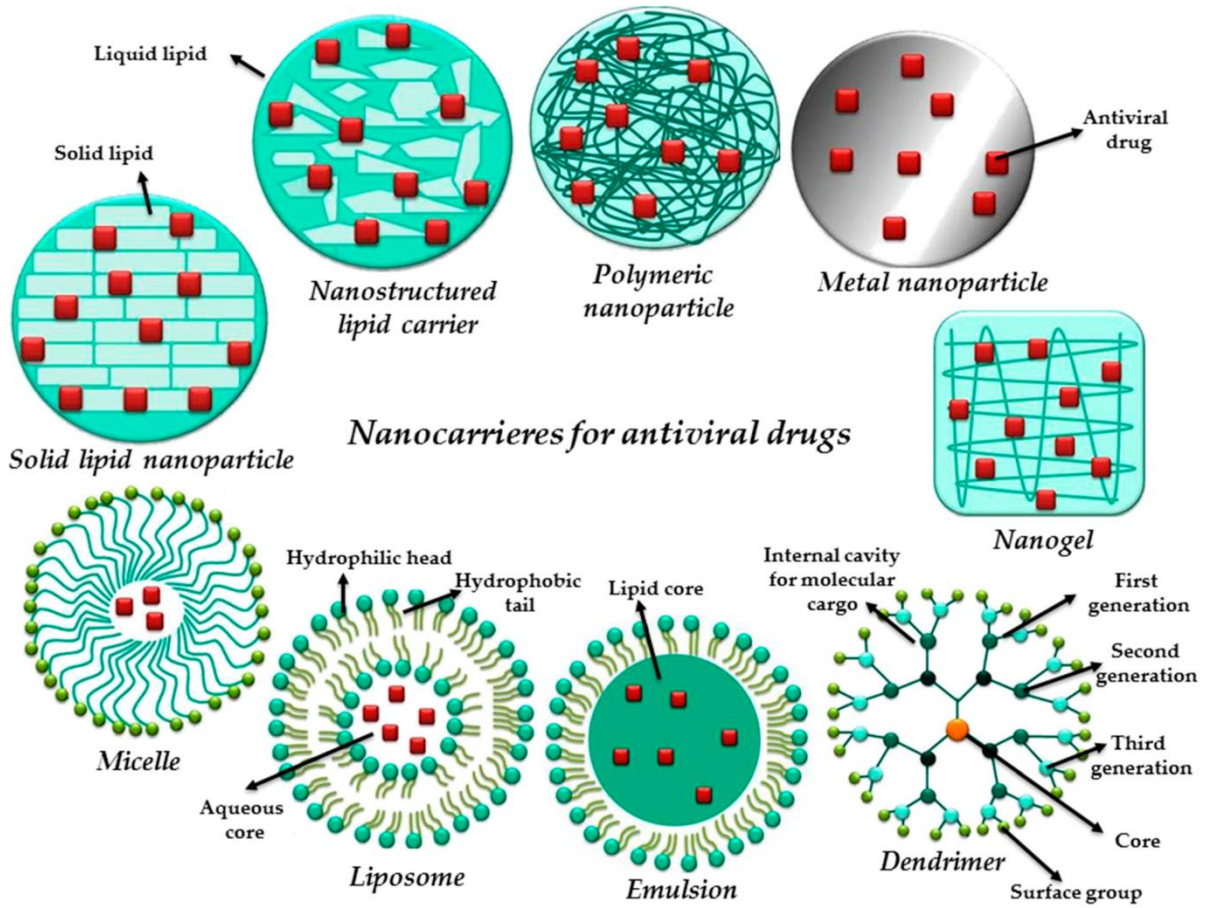 Liquid lipid
Solid lipid
Antiviral
drug
Nanostructured
lipid carrier
Polymeric
nanoparticle
Metal nanoparticle
Solid lipid nanoparticle
Nanocarrieres for antiviral drugs
Nanogel
Micelle
Hydrophilic head
Hydrophobic
tail
Aqueous
core
Liposome
Lipid core
Emulsion
Internal cavity
for molecular
cargo
First
generation
Second
generation
Third
generation
Core
Surface group
Dendrimer